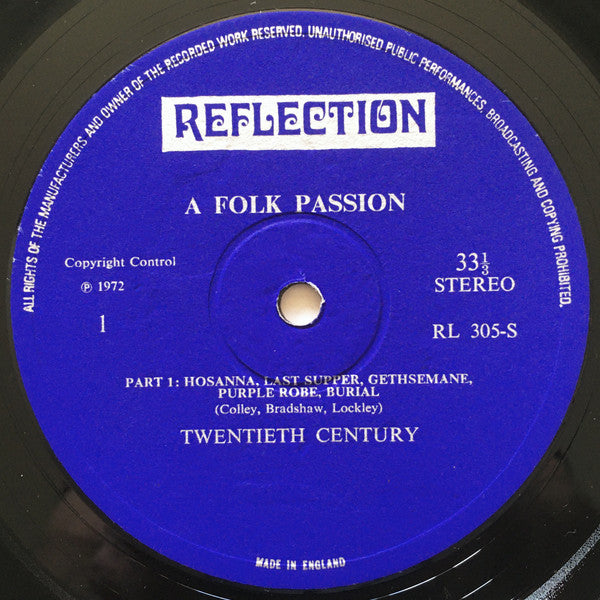 ALL RIGHTS OF THE MANUFACTURERS AND OWNER OF THE RECORDED WORK RESERVED. UNAUTHORISED PUBLIC PERFORMANCES, BROADCASTING AND COPYING PROHIBITED.
REFLECTION
A FOLK PASSION
Copyright Control
℗ 1972
1
33⅓
STEREO
RL 305-S
PART 1: HOSANNA, LAST SUPPER, GETHSEMANE,
PURPLE ROBE, BURIAL
(Colley, Bradshaw, Lockley)
TWENTIETH CENTURY
MADE IN ENGLAND